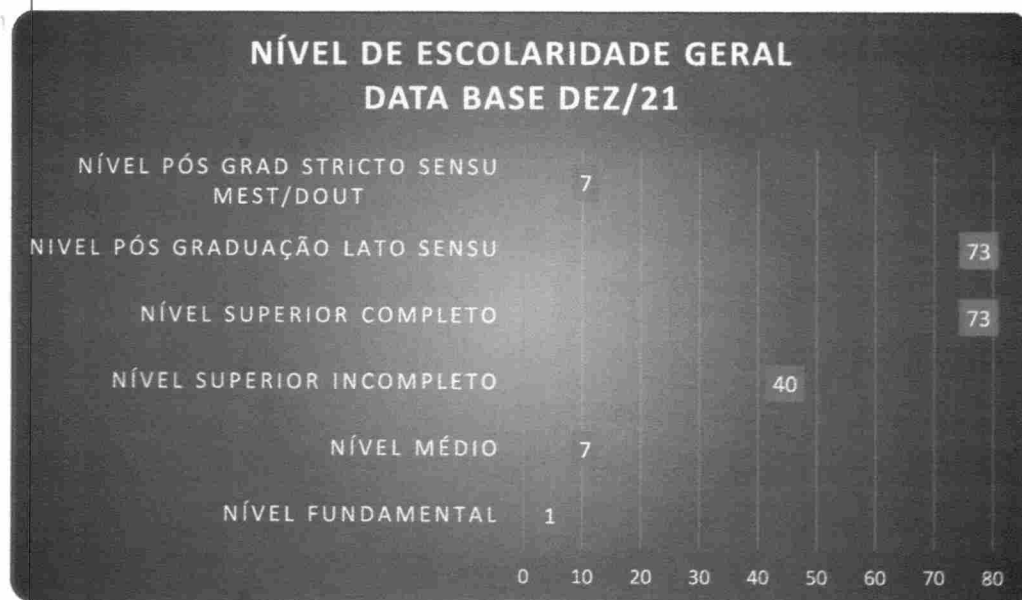 NÍVEL DE ESCOLARIDADE GERAL
DATA BASE DEZ/21
NÍVEL PÓS GRAD STRICTO SENSU
MEST/DOUT
7
NIVEL PÓS GRADUAÇÃO LATO SENSU
73
NÍVEL SUPERIOR COMPLETO
73
NÍVEL SUPERIOR INCOMPLETO
40
NÍVEL MÉDIO
7
NÍVEL FUNDAMENTAL
1
0 10 20 30 40 50 60 70 80